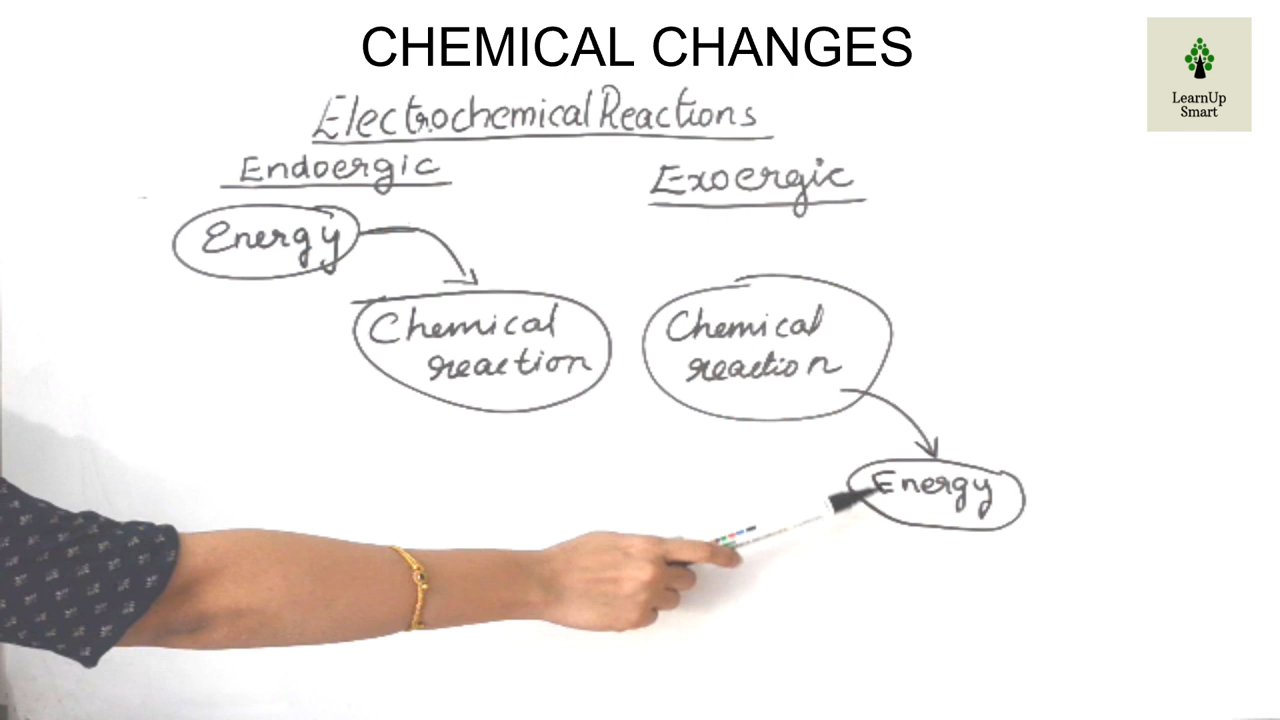 CHEMICAL CHANGES
LearnUp
Smart
Electrochemical Reactions
Endoergic
Exoergic
Energy
Chemical
reaction
Chemical
reaction
Energy